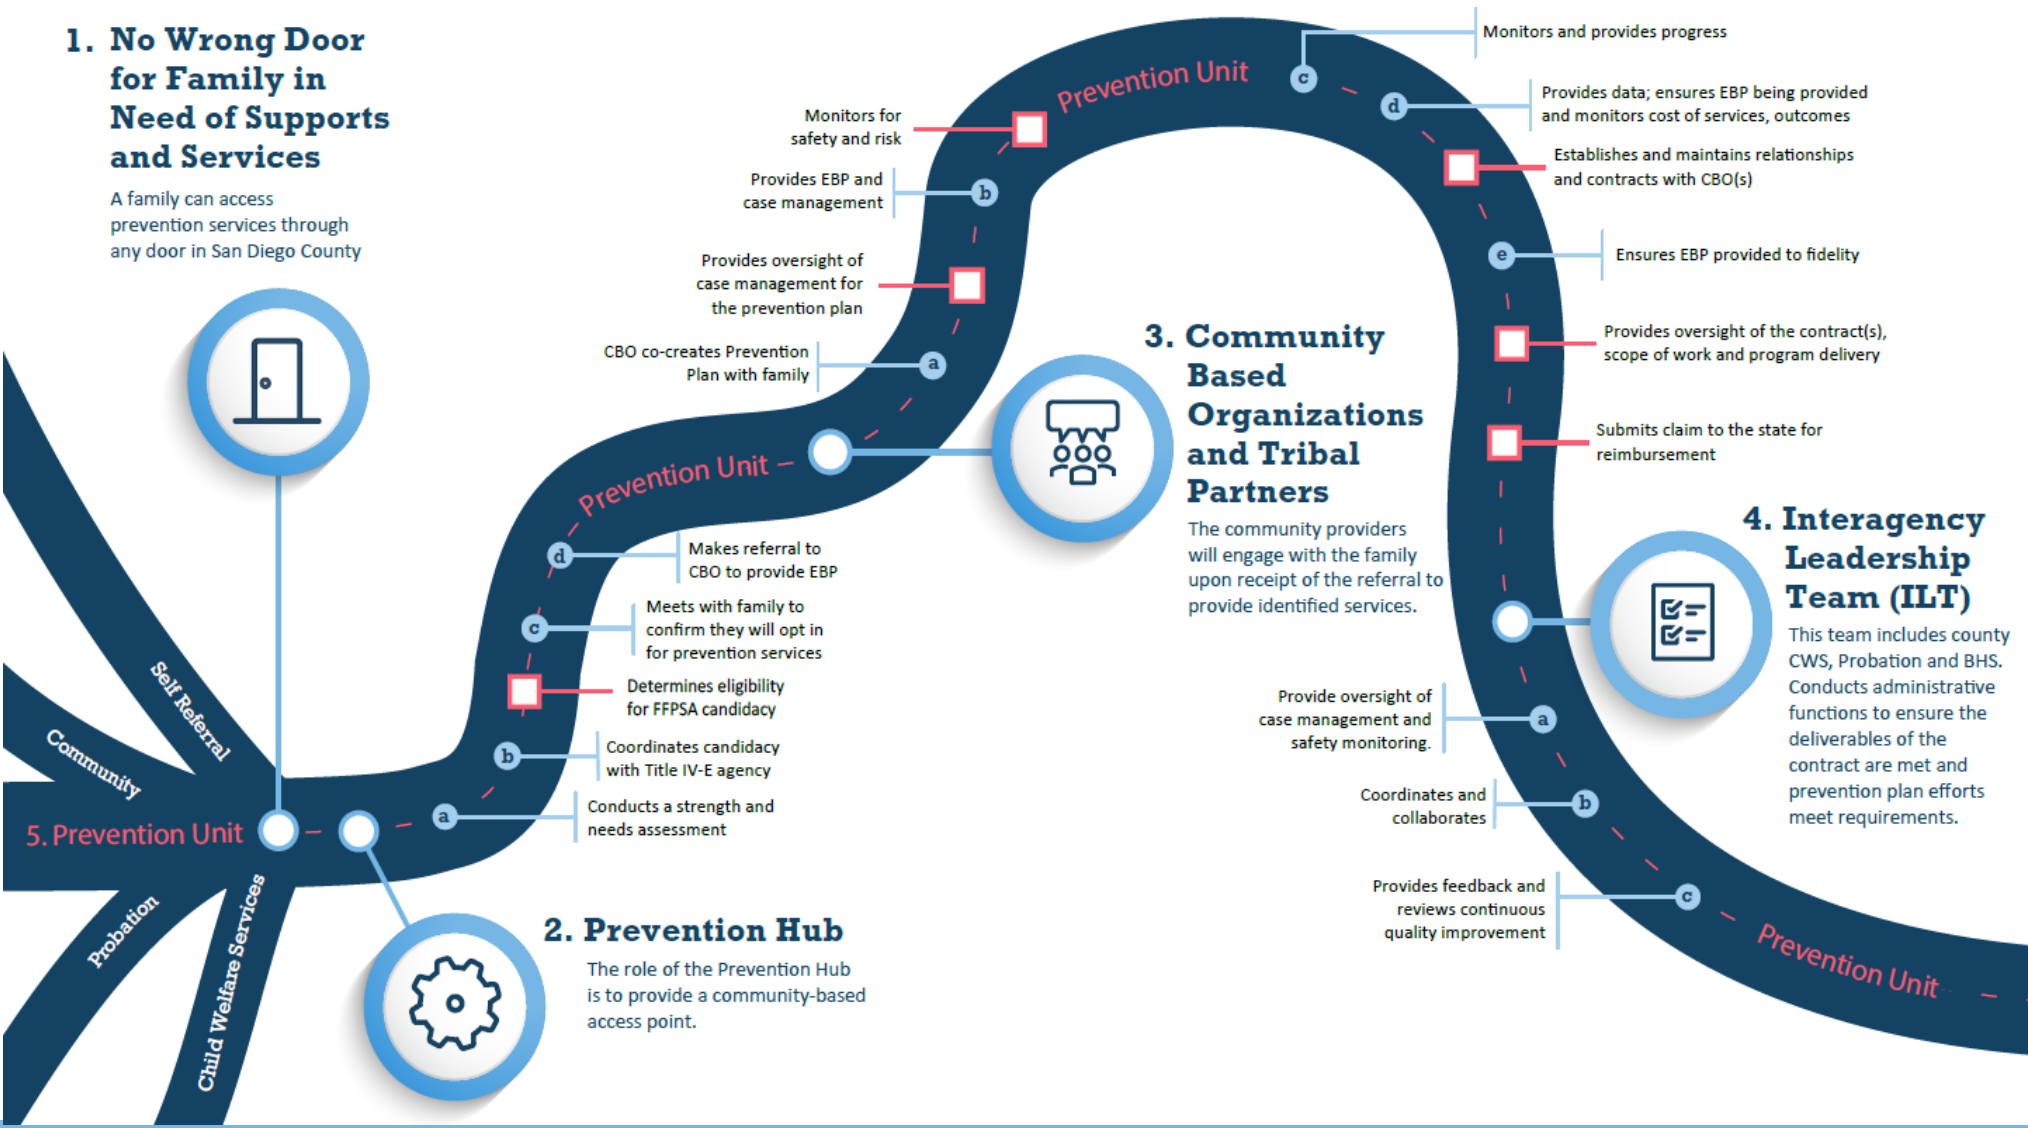 1. No Wrong Door
for Family in
Need of Supports
and Services
A family can access
prevention services through
any door in San Diego County
Self Referral
Community
5. Prevention Unit
Probation
Child Welfare Services
2. Prevention Hub
The role of the Prevention Hub
is to provide a community-based
access point.
a
Conducts a strength and
needs assessment
b
Coordinates candidacy
with Title IV-E agency
Determines eligibility
for FFPSA candidacy
c
Meets with family to
confirm they will opt in
for prevention services
d
Makes referral to
CBO to provide EBP
Prevention Unit
3. Community
Based
Organizations
and Tribal
Partners
The community providers
will engage with the family
upon receipt of the referral to
provide identified services.
a
CBO co-creates Prevention
Plan with family
Provides oversight of
case management for
the prevention plan
b
Provides EBP and
case management
Monitors for
safety and risk
Prevention Unit
c
Monitors and provides progress
d
Provides data; ensures EBP being provided
and monitors cost of services, outcomes
Establishes and maintains relationships
and contracts with CBO(s)
e
Ensures EBP provided to fidelity
Provides oversight of the contract(s),
scope of work and program delivery
Submits claim to the state for
reimbursement
4. Interagency
Leadership
Team (ILT)
This team includes county
CWS, Probation and BHS.
Conducts administrative
functions to ensure the
deliverables of the
contract are met and
prevention plan efforts
meet requirements.
a
Provide oversight of
case management and
safety monitoring.
b
Coordinates and
collaborates
c
Provides feedback and
reviews continuous
quality improvement
Prevention Unit